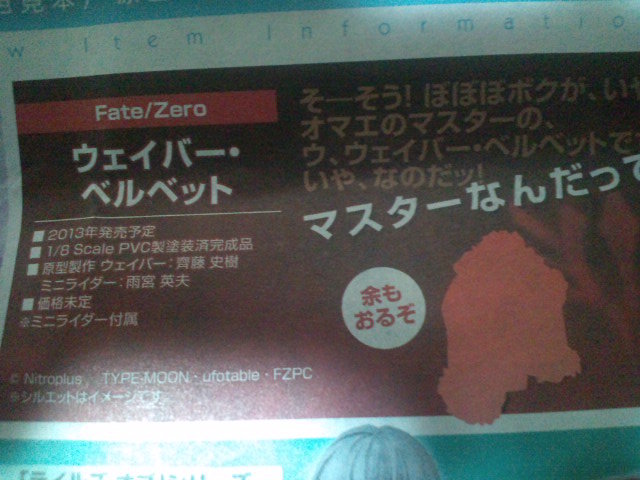 w Item Informatio
Fate/Zero
ウェイバー・
ベルベット
■2013年発売予定
■1/8 Scale PVC製塗装済完成品
■原型製作 ウェイバー：齊藤 史樹
ミニライダー：雨宮 英夫
■価格未定
※ミニライダー付属
© Nitroplus / TYPE-MOON・ufotable・FZPC
※シルエットはイメージです。
そーそう! ぼぼぼボクが、いや
オマエのマスターの、
ウ、ウェイバー・ベルベットで
いや、なのだッ!
マスターなんだって
余も
おるぞ